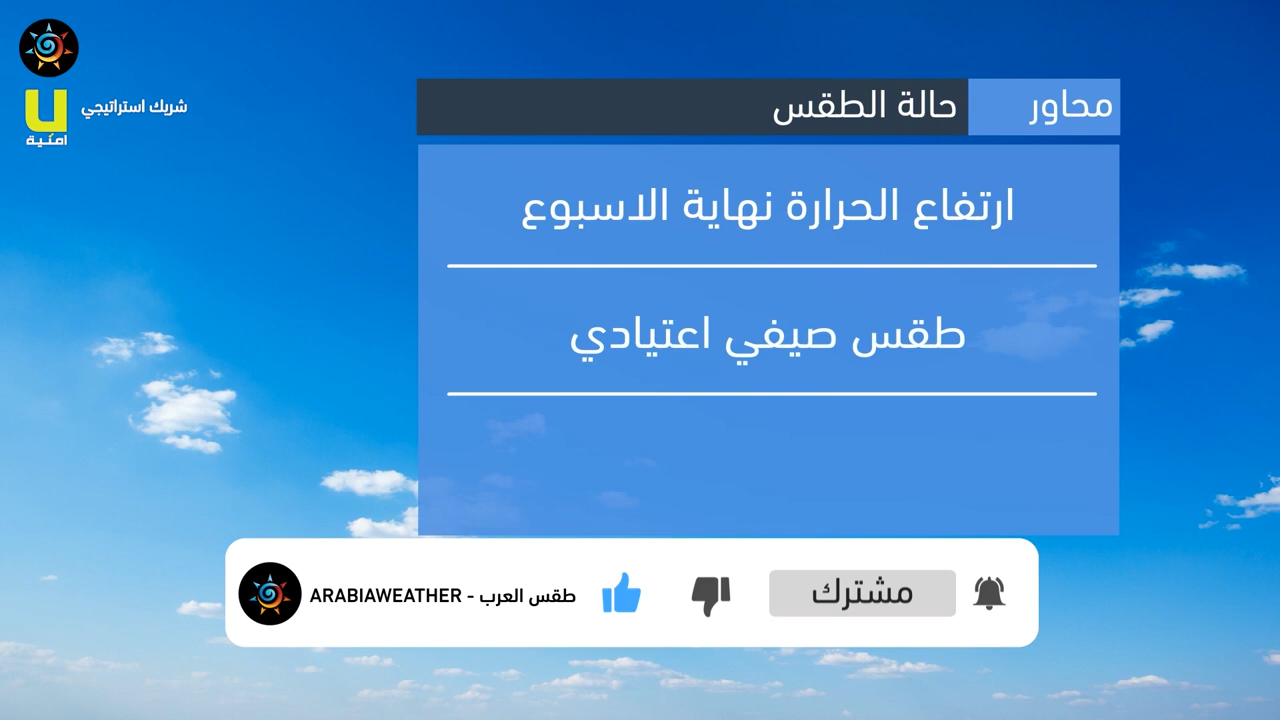 شريك استراتيجي
U
امنية
محاور
حالة الطقس
ارتفاع الحرارة نهاية الاسبوع
طقس صيفي اعتيادي
طقس العرب - ARABIAWEATHER
مشترك